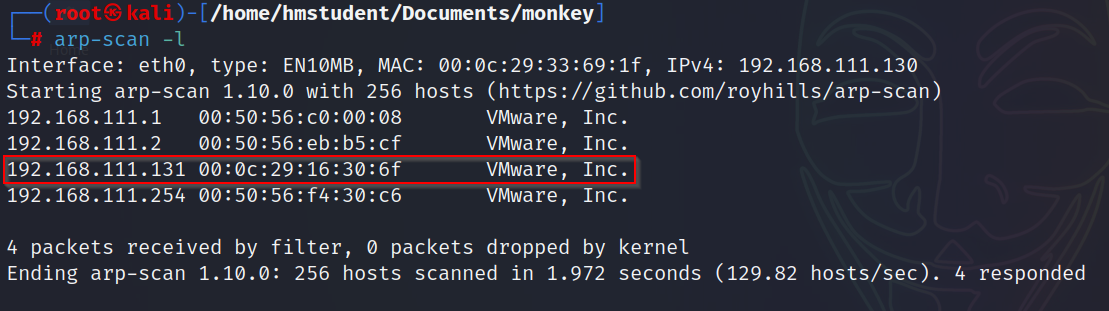 ┌──(root㉿kali)-[/home/hmstudent/Documents/monkey]
└─# arp-scan -l
Interface: eth0, type: EN10MB, MAC: 00:0c:29:33:69:1f, IPv4: 192.168.111.130
Starting arp-scan 1.10.0 with 256 hosts (https://github.com/royhills/arp-scan)
192.168.111.1 00:50:56:c0:00:08 VMware, Inc.
192.168.111.2 00:50:56:eb:b5:cf VMware, Inc.
192.168.111.131 00:0c:29:16:30:6f VMware, Inc.
192.168.111.254 00:50:56:f4:30:c6 VMware, Inc.
4 packets received by filter, 0 packets dropped by kernel
Ending arp-scan 1.10.0: 256 hosts scanned in 1.972 seconds (129.82 hosts/sec). 4 responded